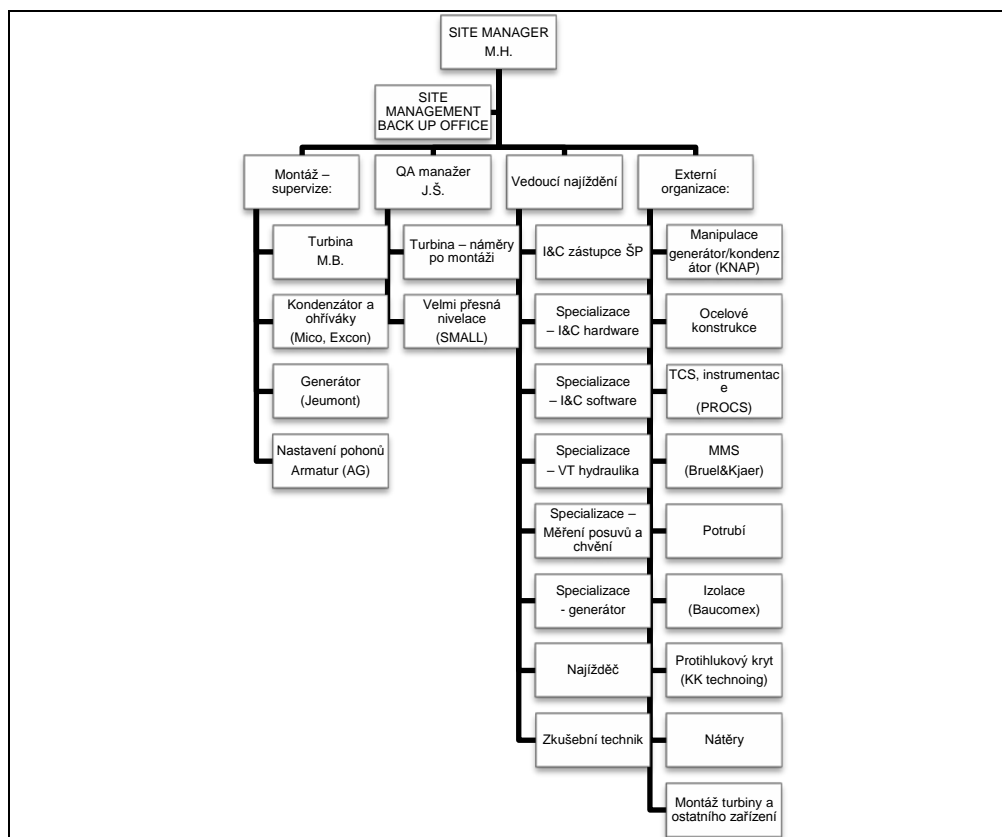 SITE MANAGER
M.H.
SITE
MANAGEMENT
BACK UP OFFICE
Montáž –
supervize:
QA manažer
J.Š.
Vedoucí najíždění
Externí
organizace:
Turbina
M.B.
Kondenzátor a
ohříváky
(Mico, Excon)
Generátor
(Jeumont)
Nastavení pohonů
Armatur (AG)
Turbina – náměry
po montáži
Velmi přesná
nivelace
(SMALL)
I&C zástupce ŠP
Specializace
– I&C hardware
Specializace
– I&C software
Specializace
– VT hydraulika
Specializace –
Měření posuvů a
chvění
Specializace
- generátor
Najížděč
Zkušební technik
Manipulace
generátor/kondenz
átor (KNAP)
Ocelové
konstrukce
TCS, instrumentac
e
(PROCS)
MMS
(Bruel&Kjaer)
Potrubí
Izolace
(Baucomex)
Protihlukový kryt
(KK technoing)
Nátěry
Montáž turbiny a
ostatního zařízení